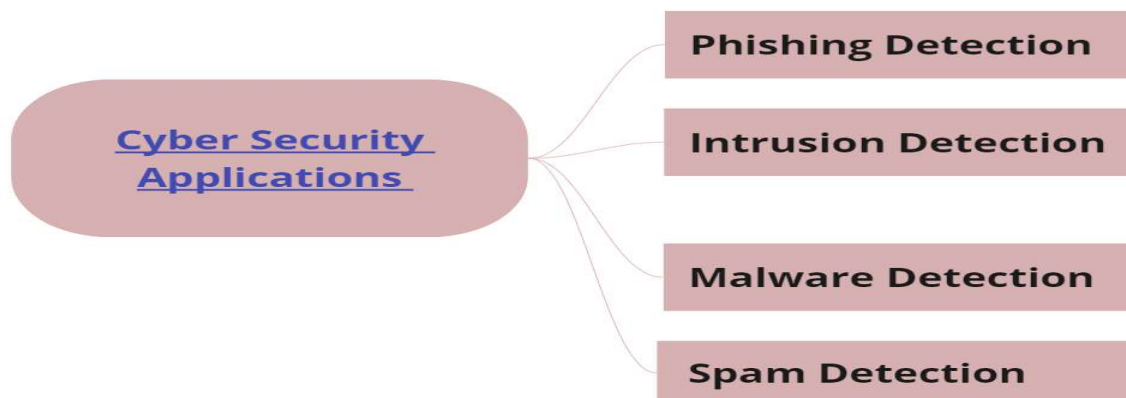 Cyber Security
Applications
Phishing Detection
Intrusion Detection
Malware Detection
Spam Detection